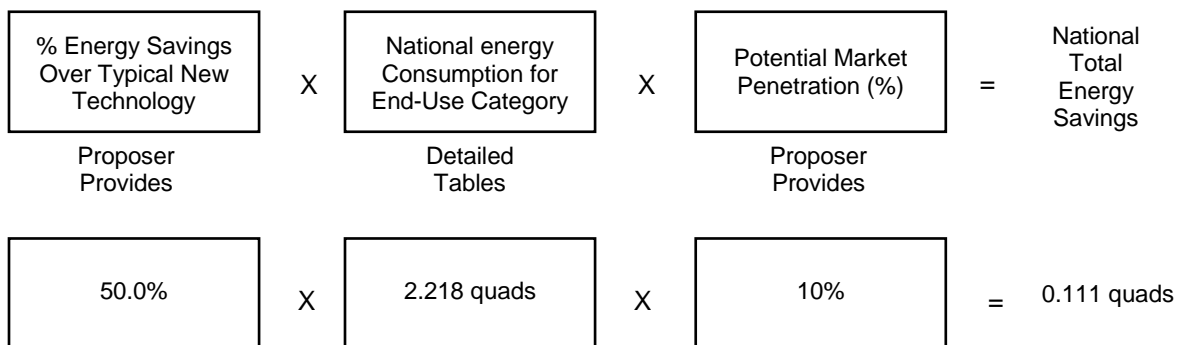 % Energy Savings
Over Typical New
Technology
X
National energy
Consumption for
End-Use Category
X
Potential Market
Penetration (%)
=
National
Total
Energy
Savings
Proposer
Provides
Detailed
Tables
Proposer
Provides
50.0%
X
2.218 quads
X
10%
=
0.111 quads